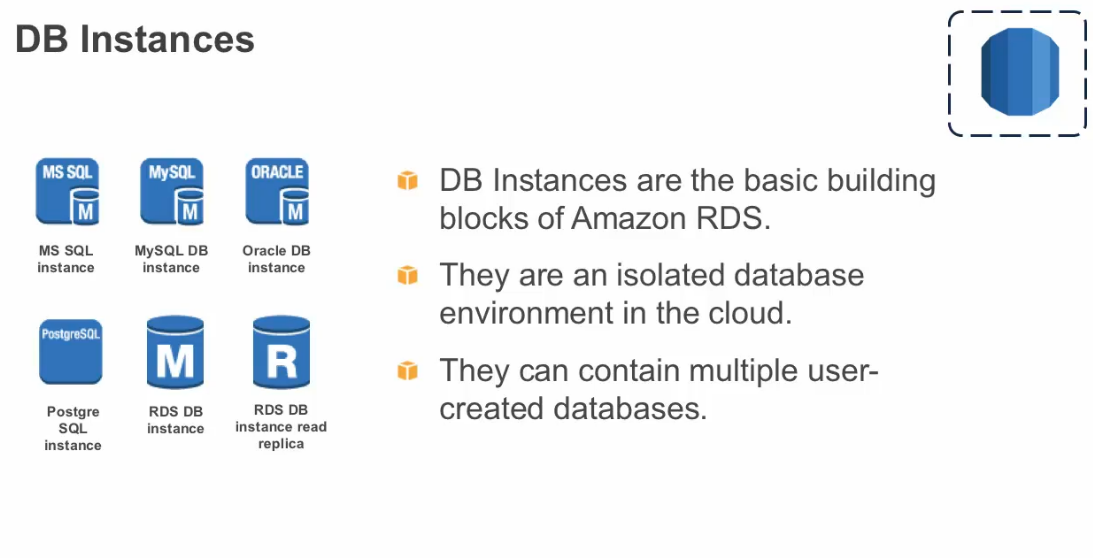 DB Instances
MS SQL
M
MySQL
M
ORACLE
M
MS SQL
instance
MySQL DB
instance
Oracle DB
instance
PostgreSQL
M
R
Postgre
SQL
instance
RDS DB
instance
RDS DB
instance read
replica
DB Instances are the basic building
blocks of Amazon RDS.
They are an isolated database
environment in the cloud.
They can contain multiple user-
created databases.